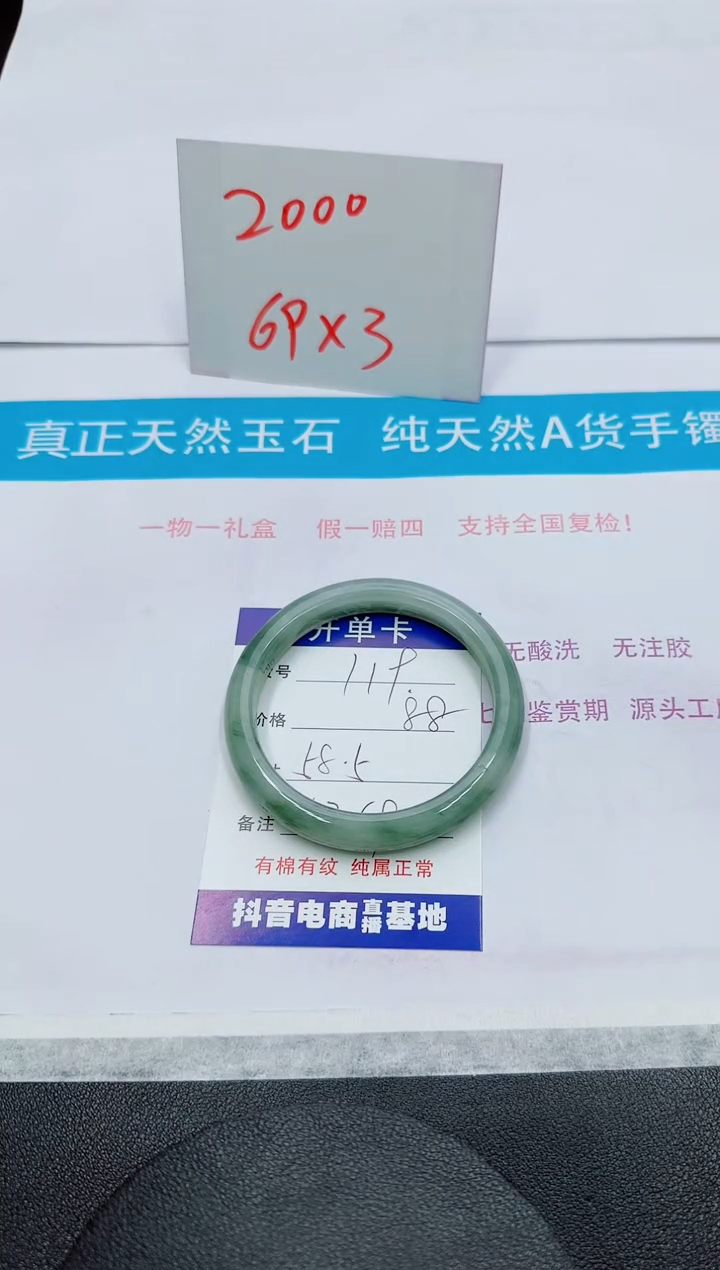 2000
69×3
真正天然玉石 纯天然A货手镯
一物一礼盒 假一赔四 支持全国复检！
开单卡
无酸洗 无注胶
号 119.
价格 88
鉴赏期 源头工
58.5
备注
有棉有纹 纯属正常
抖音电商直播基地